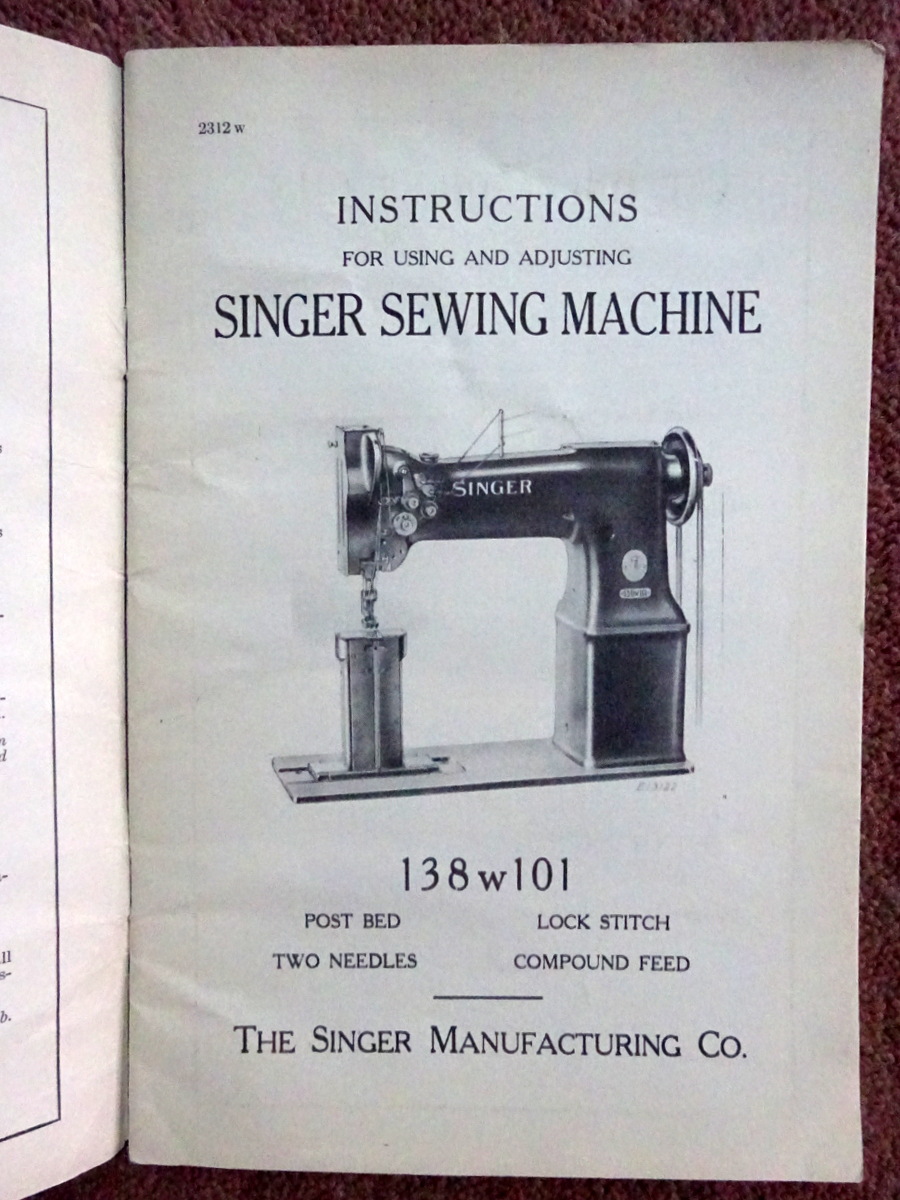 2312 w
INSTRUCTIONS
FOR USING AND ADJUSTING
SINGER SEWING MACHINE
SINGER
138w101
POST BED LOCK STITCH
TWO NEEDLES COMPOUND FEED
THE SINGER MANUFACTURING CO.